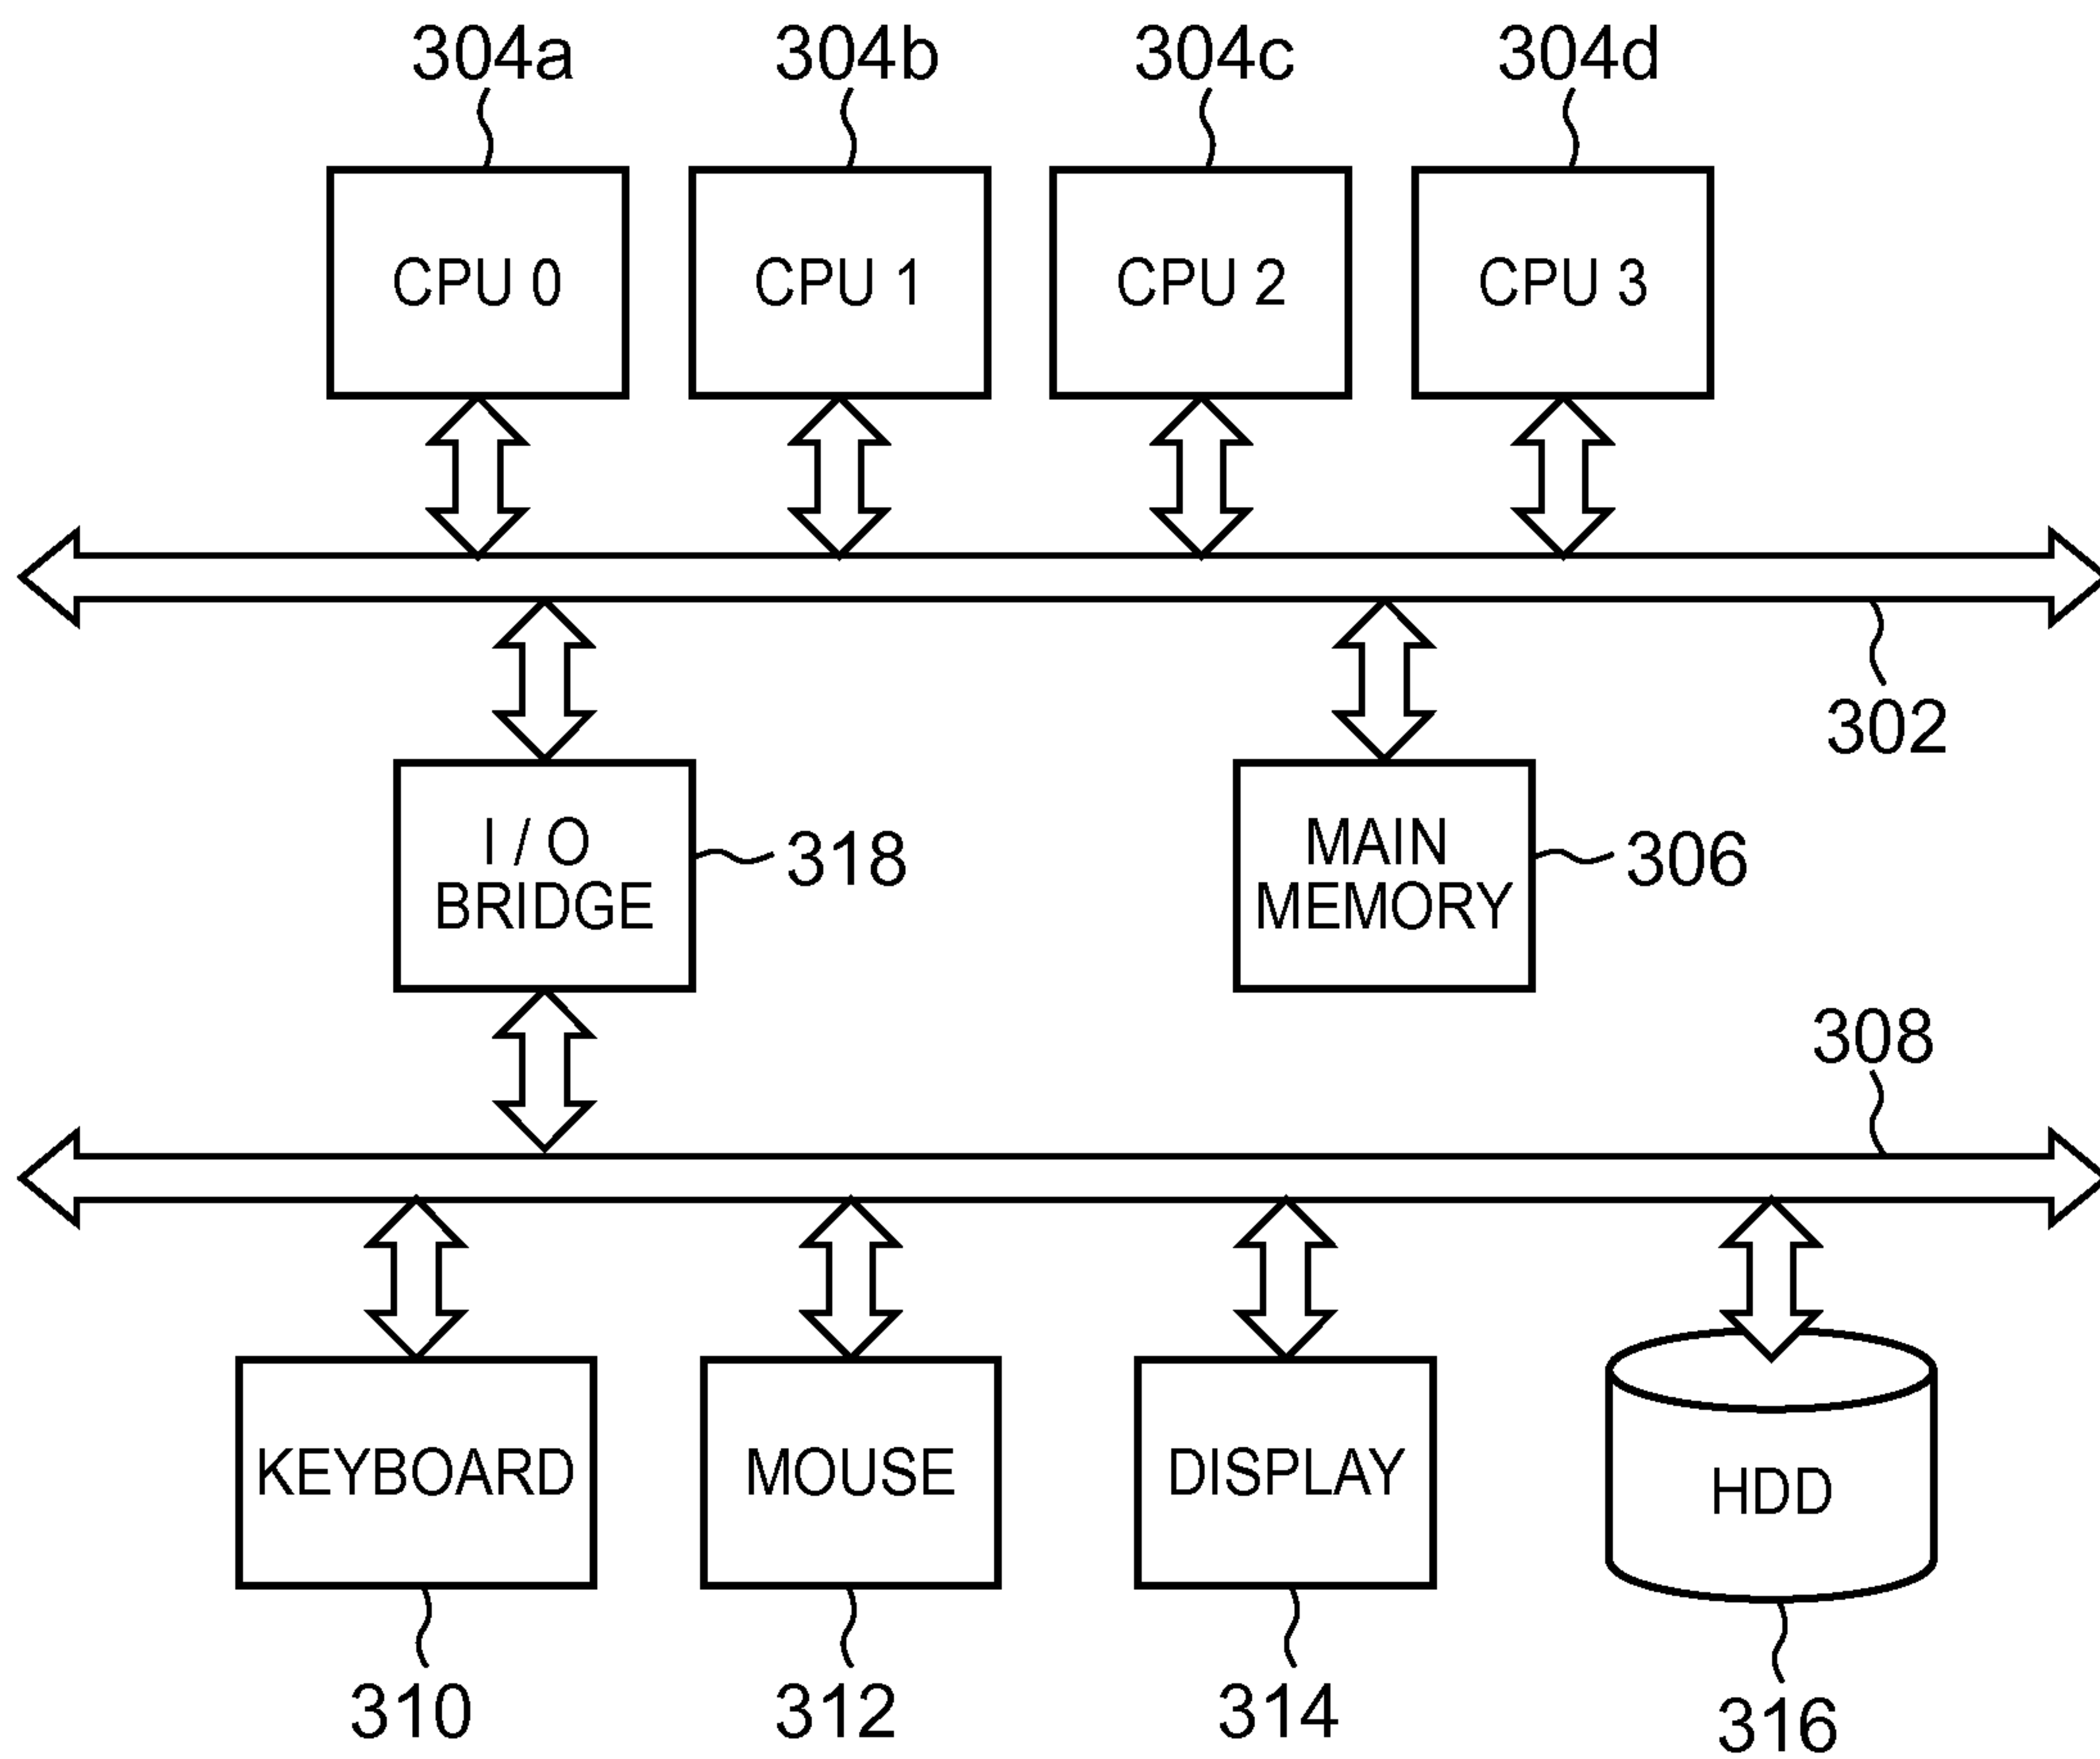 304a
304b
304c
304d
CPU 0
CPU 1
CPU 2
CPU 3
302
I / O
BRIDGE
318
MAIN
MEMORY
306
308
KEYBOARD
MOUSE
DISPLAY
HDD
310
312
314
316